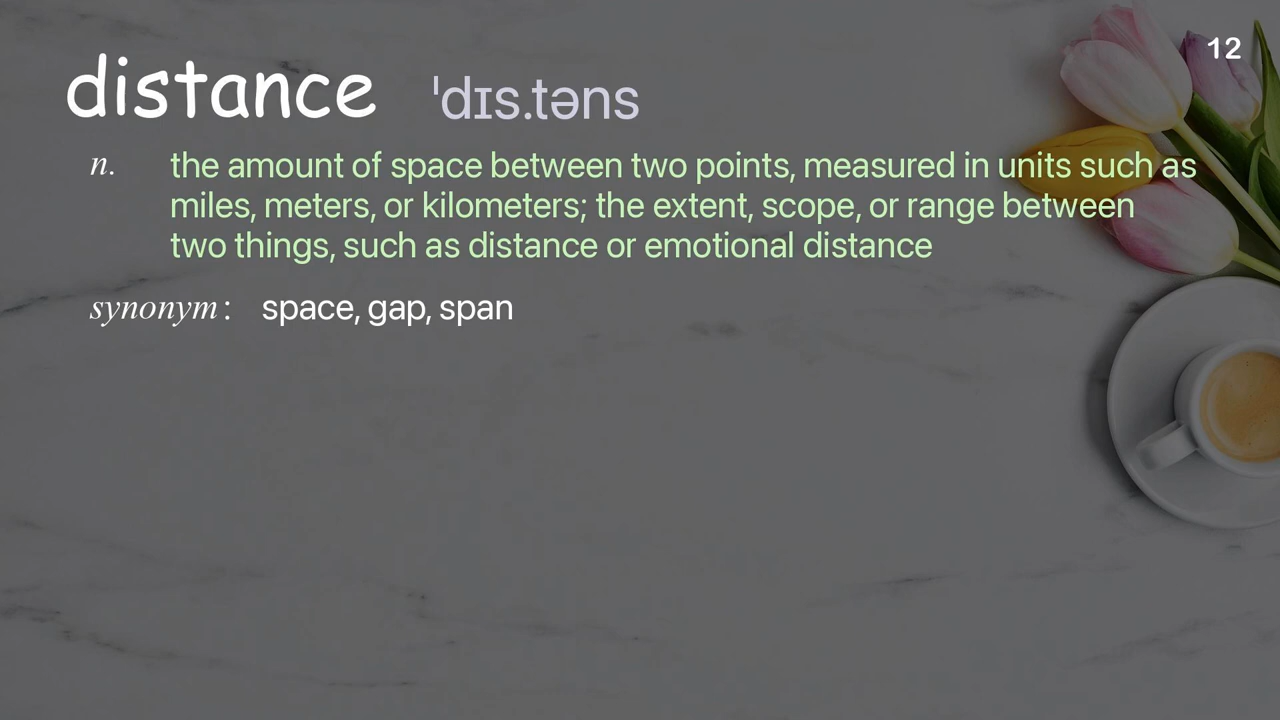 12
distance ˈdɪs.təns
n. the amount of space between two points, measured in units such as
miles, meters, or kilometers; the extent, scope, or range between
two things, such as distance or emotional distance
synonym: space, gap, span